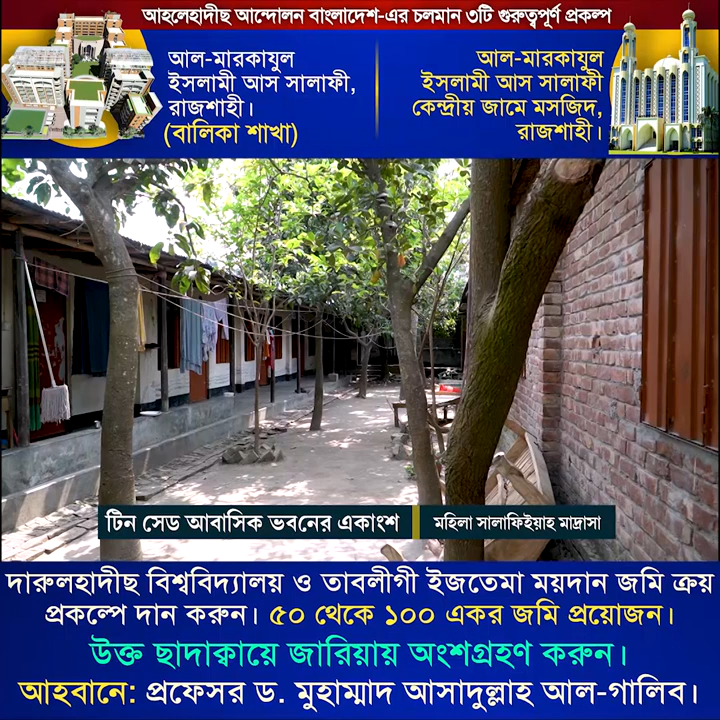 আহলেহাদীছ আন্দোলন বাংলাদেশ-এর চলমান ৩টি গুরুত্বপূর্ণ প্রকল্প
আল-মারকাযুল
ইসলামী আস সালাফী,
রাজশাহী।
(বালিকা শাখা)
আল-মারকাযুল
ইসলামী আস সালাফী
কেন্দ্রীয় জামে মসজিদ,
রাজশাহী।
টিন সেড আবাসিক ভবনের একাংশ
মহিলা সালাফিইয়াহ মাদ্রাসা
দারুলহাদীছ বিশ্ববিদ্যালয় ও তাবলীগী ইজতেমা ময়দান জমি ক্রয়
প্রকল্পে দান করুন। ৫০ থেকে ১০০ একর জমি প্রয়োজন।
উক্ত ছাদাক্বায়ে জারিয়ায় অংশগ্রহণ করুন।
আহবানে: প্রফেসর ড. মুহাম্মাদ আসাদুল্লাহ আল-গালিব।